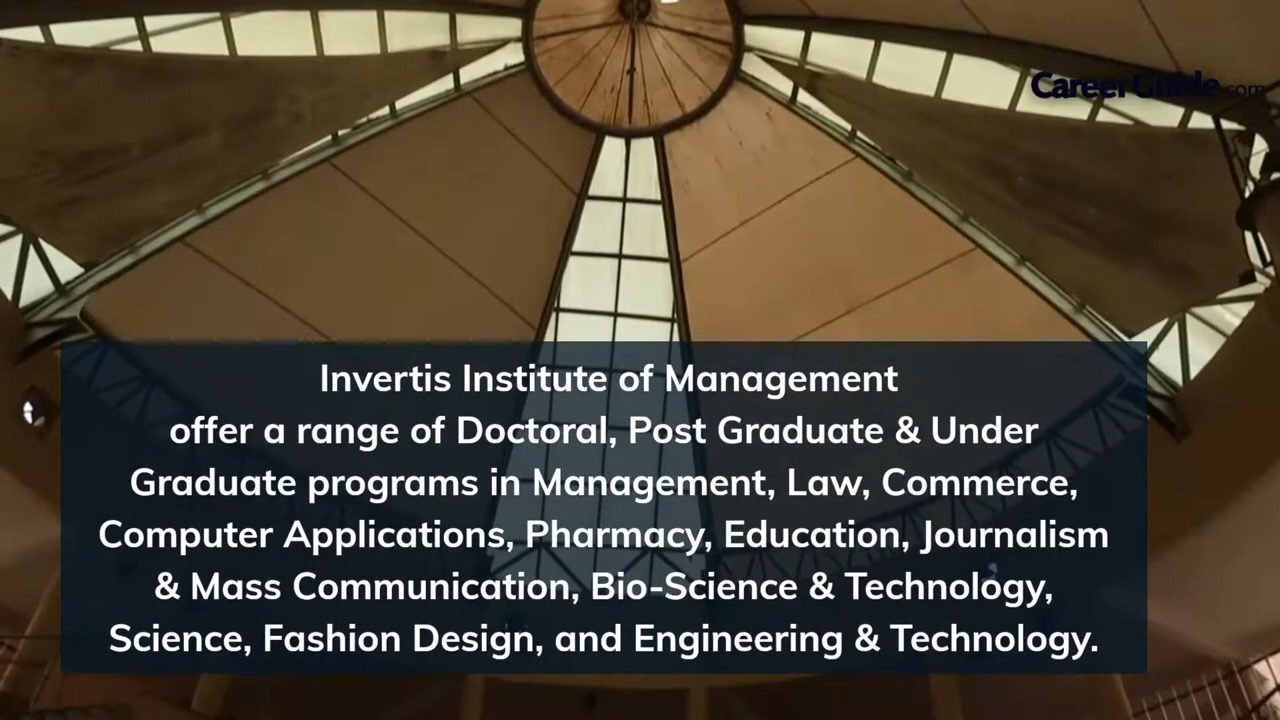 CareerGuide.com
Invertis Institute of Management
offer a range of Doctoral, Post Graduate & Under
Graduate programs in Management, Law, Commerce,
Computer Applications, Pharmacy, Education, Journalism
& Mass Communication, Bio-Science & Technology,
Science, Fashion Design, and Engineering & Technology.